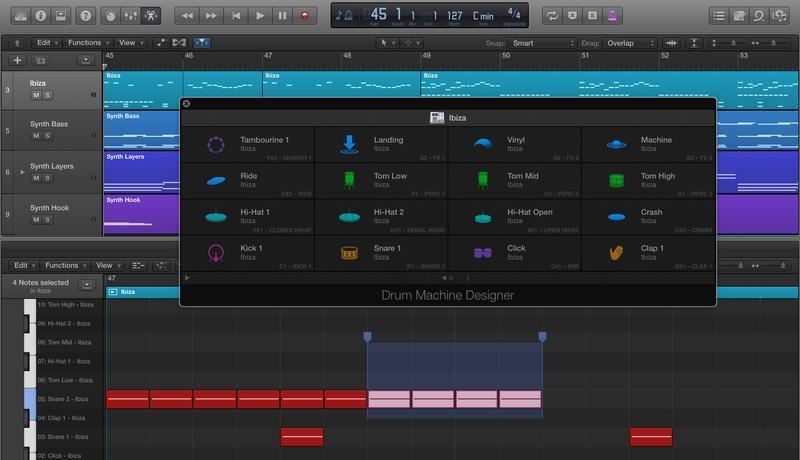 45 1 1 127 C min 4/4
bar beat div tick tempo key signature
Edit Functions View Snap: Smart Drag: Overlap
45 46 47 48 49 50 51 52 53
3 Ibiza
M S
Ibiza Ibiza Ibiza
5 Synth Bass
M S
Synth Bass
6 Synth Layers
M S
Synth Layers
9 Synth Hook
M S
Synth Hook
Ibiza
Tambourine 1
Ibiza
F#3 – SHAKER 1
Landing
Ibiza
G2 – FX 1
Vinyl
Ibiza
A2 – FX 2
Machine
Ibiza
B2 – FX 3
Ride
Ibiza
D#2 – RIDE
Tom Low
Ibiza
F1 – PERC 1
Tom Mid
Ibiza
G1 – PERC 2
Tom High
Ibiza
A1 – PERC 3
Hi-Hat 1
Ibiza
F#1 – CLOSED HIHAT
Hi-Hat 2
Ibiza
G#1 – PEDAL HIHAT
Hi-Hat Open
Ibiza
A#1 – OPEN HIHAT
Crash
Ibiza
C#2 – CRASH
Kick 1
Ibiza
C1 – KICK 1
Snare 1
Ibiza
D1 – SNARE 1
Click
Ibiza
C#1 – RIM
Clap 1
Ibiza
D#1 – CLAP 1
Drum Machine Designer
Edit Functions View
4 Notes selected
in Ibiza
47
Ibiza
10: Tom High - Ibiza
09: Hi-Hat 2 - Ibiza
08: Tom Mid - Ibiza
07: Hi-Hat 1 - Ibiza
06: Tom Low - Ibiza
05: Snare 2 - Ibiza
04: Clap 1 - Ibiza
03: Snare 1 - Ibiza
02: Click - Ibiza